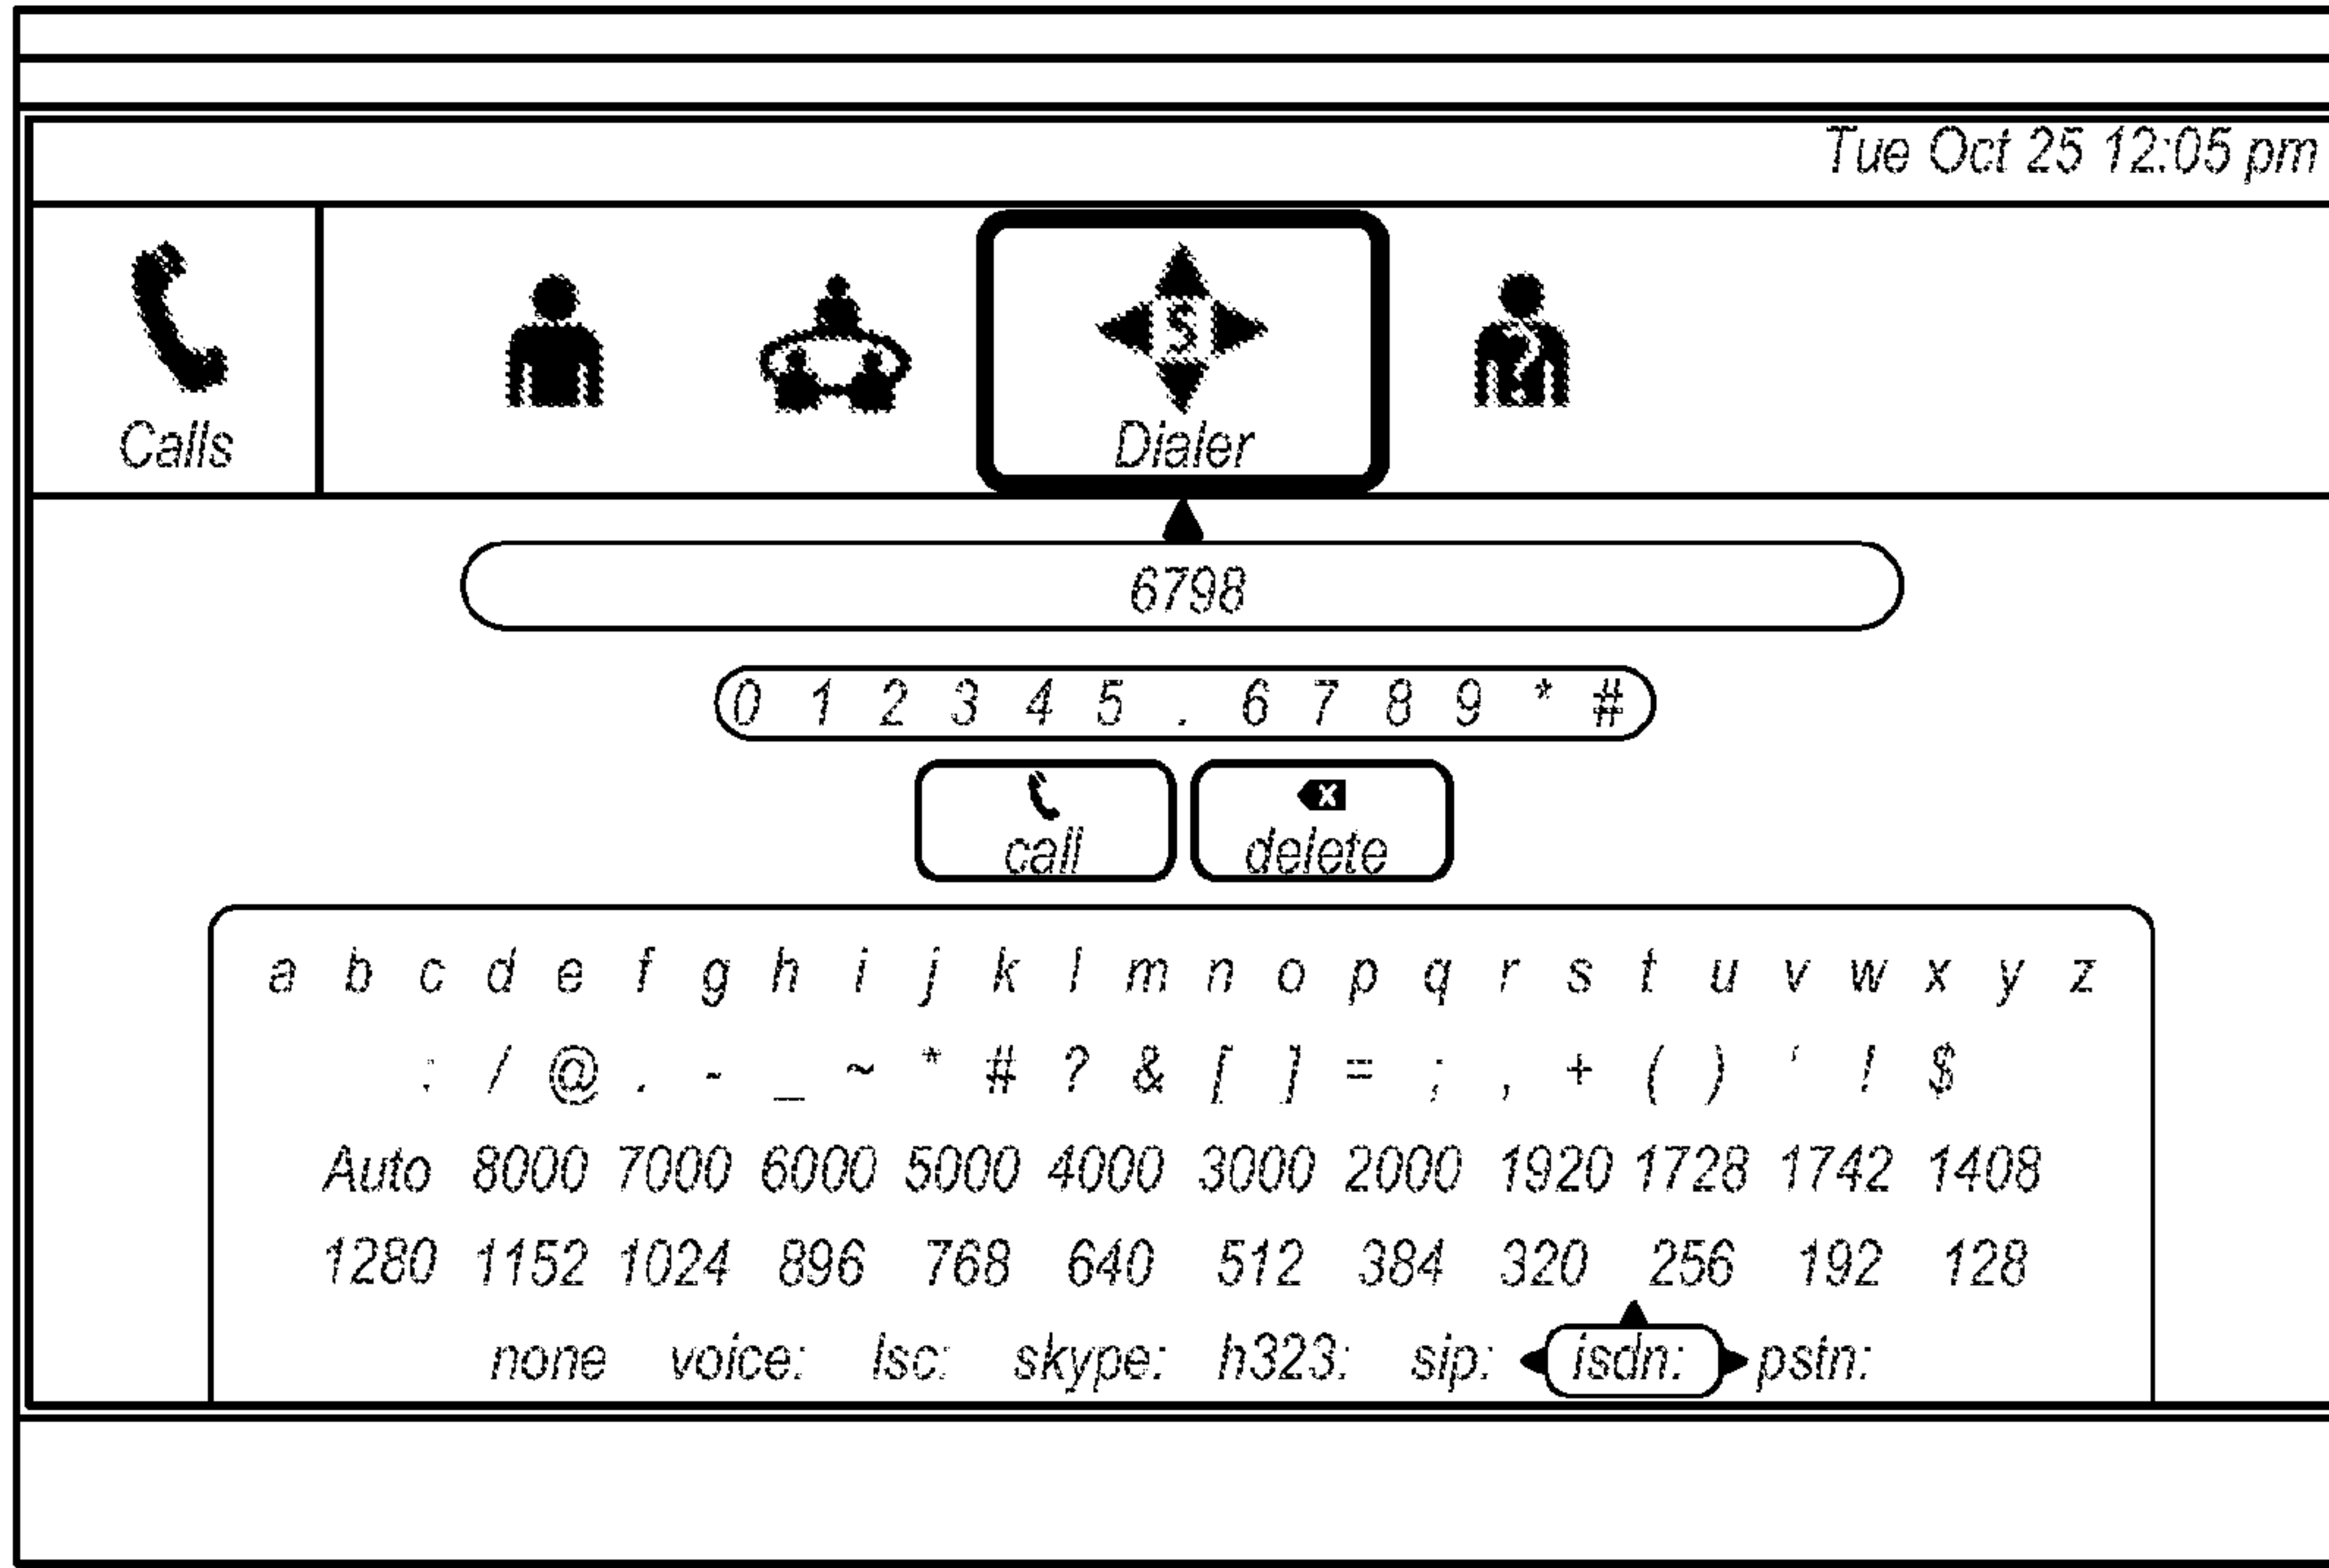 Tue Oct 25 12:05 pm
Calls
S
Dialer
6798
0 1 2 3 4 5 . 6 7 8 9 * #
call delete
a b c d e f g h i j k l m n o p q r s t u v w x y z
: / @ . - _ ~ * # ? & [ ] = ; , + ( ) ' ! $
Auto 8000 7000 6000 5000 4000 3000 2000 1920 1728 1742 1408
1280 1152 1024 896 768 640 512 384 320 256 192 128
none voice: lsc: skype: h323: sip: isdn: pstn: